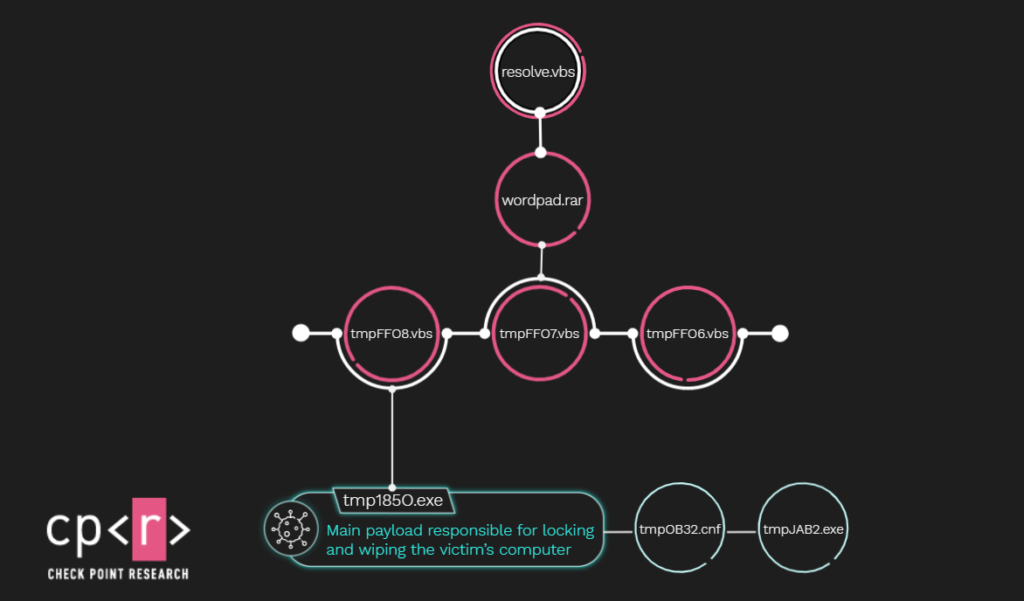 resolve.vbs
wordpad.rar
tmpFF08.vbs
tmpFF07.vbs
tmpFF06.vbs
tmp1850.exe
Main payload responsible for locking
and wiping the victim's computer
tmp0B32.cnf
tmpJAB2.exe
cp<r>
CHECK POINT RESEARCH